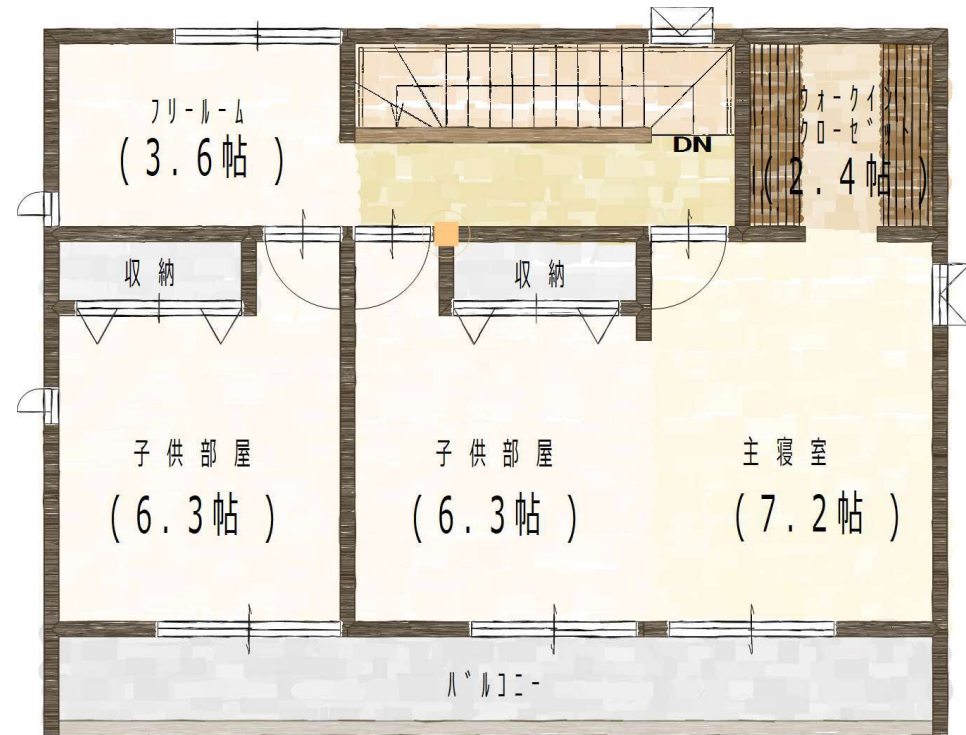 フリールーム
(3.6帖 )
DN
ウォークイン
クローゼット
(2.4帖 )
収 納
収 納
子 供 部 屋
(6.3帖 )
子 供 部 屋
(6.3帖 )
主 寝 室
(7.2帖 )
バルコニー